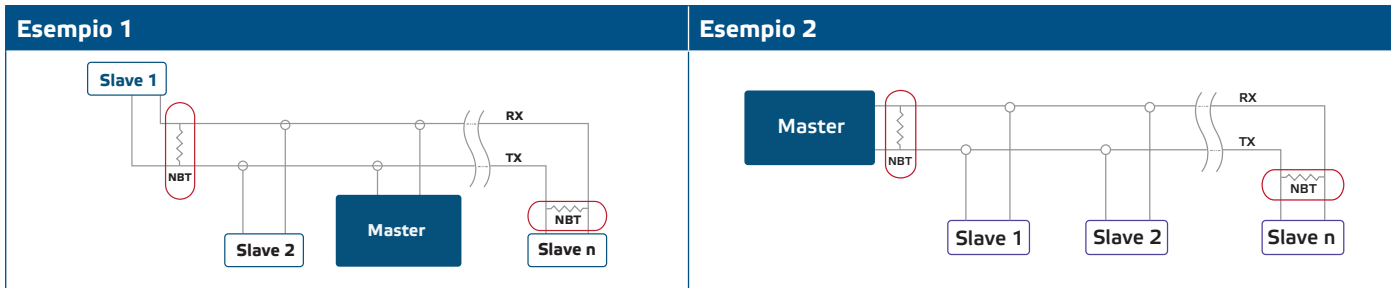 Esempio 1
Slave 1
RX
TX
NBT
NBT
Master
Slave 2
Slave n
Esempio 2
RX
Master
TX
NBT
NBT
Slave 1
Slave 2
Slave n